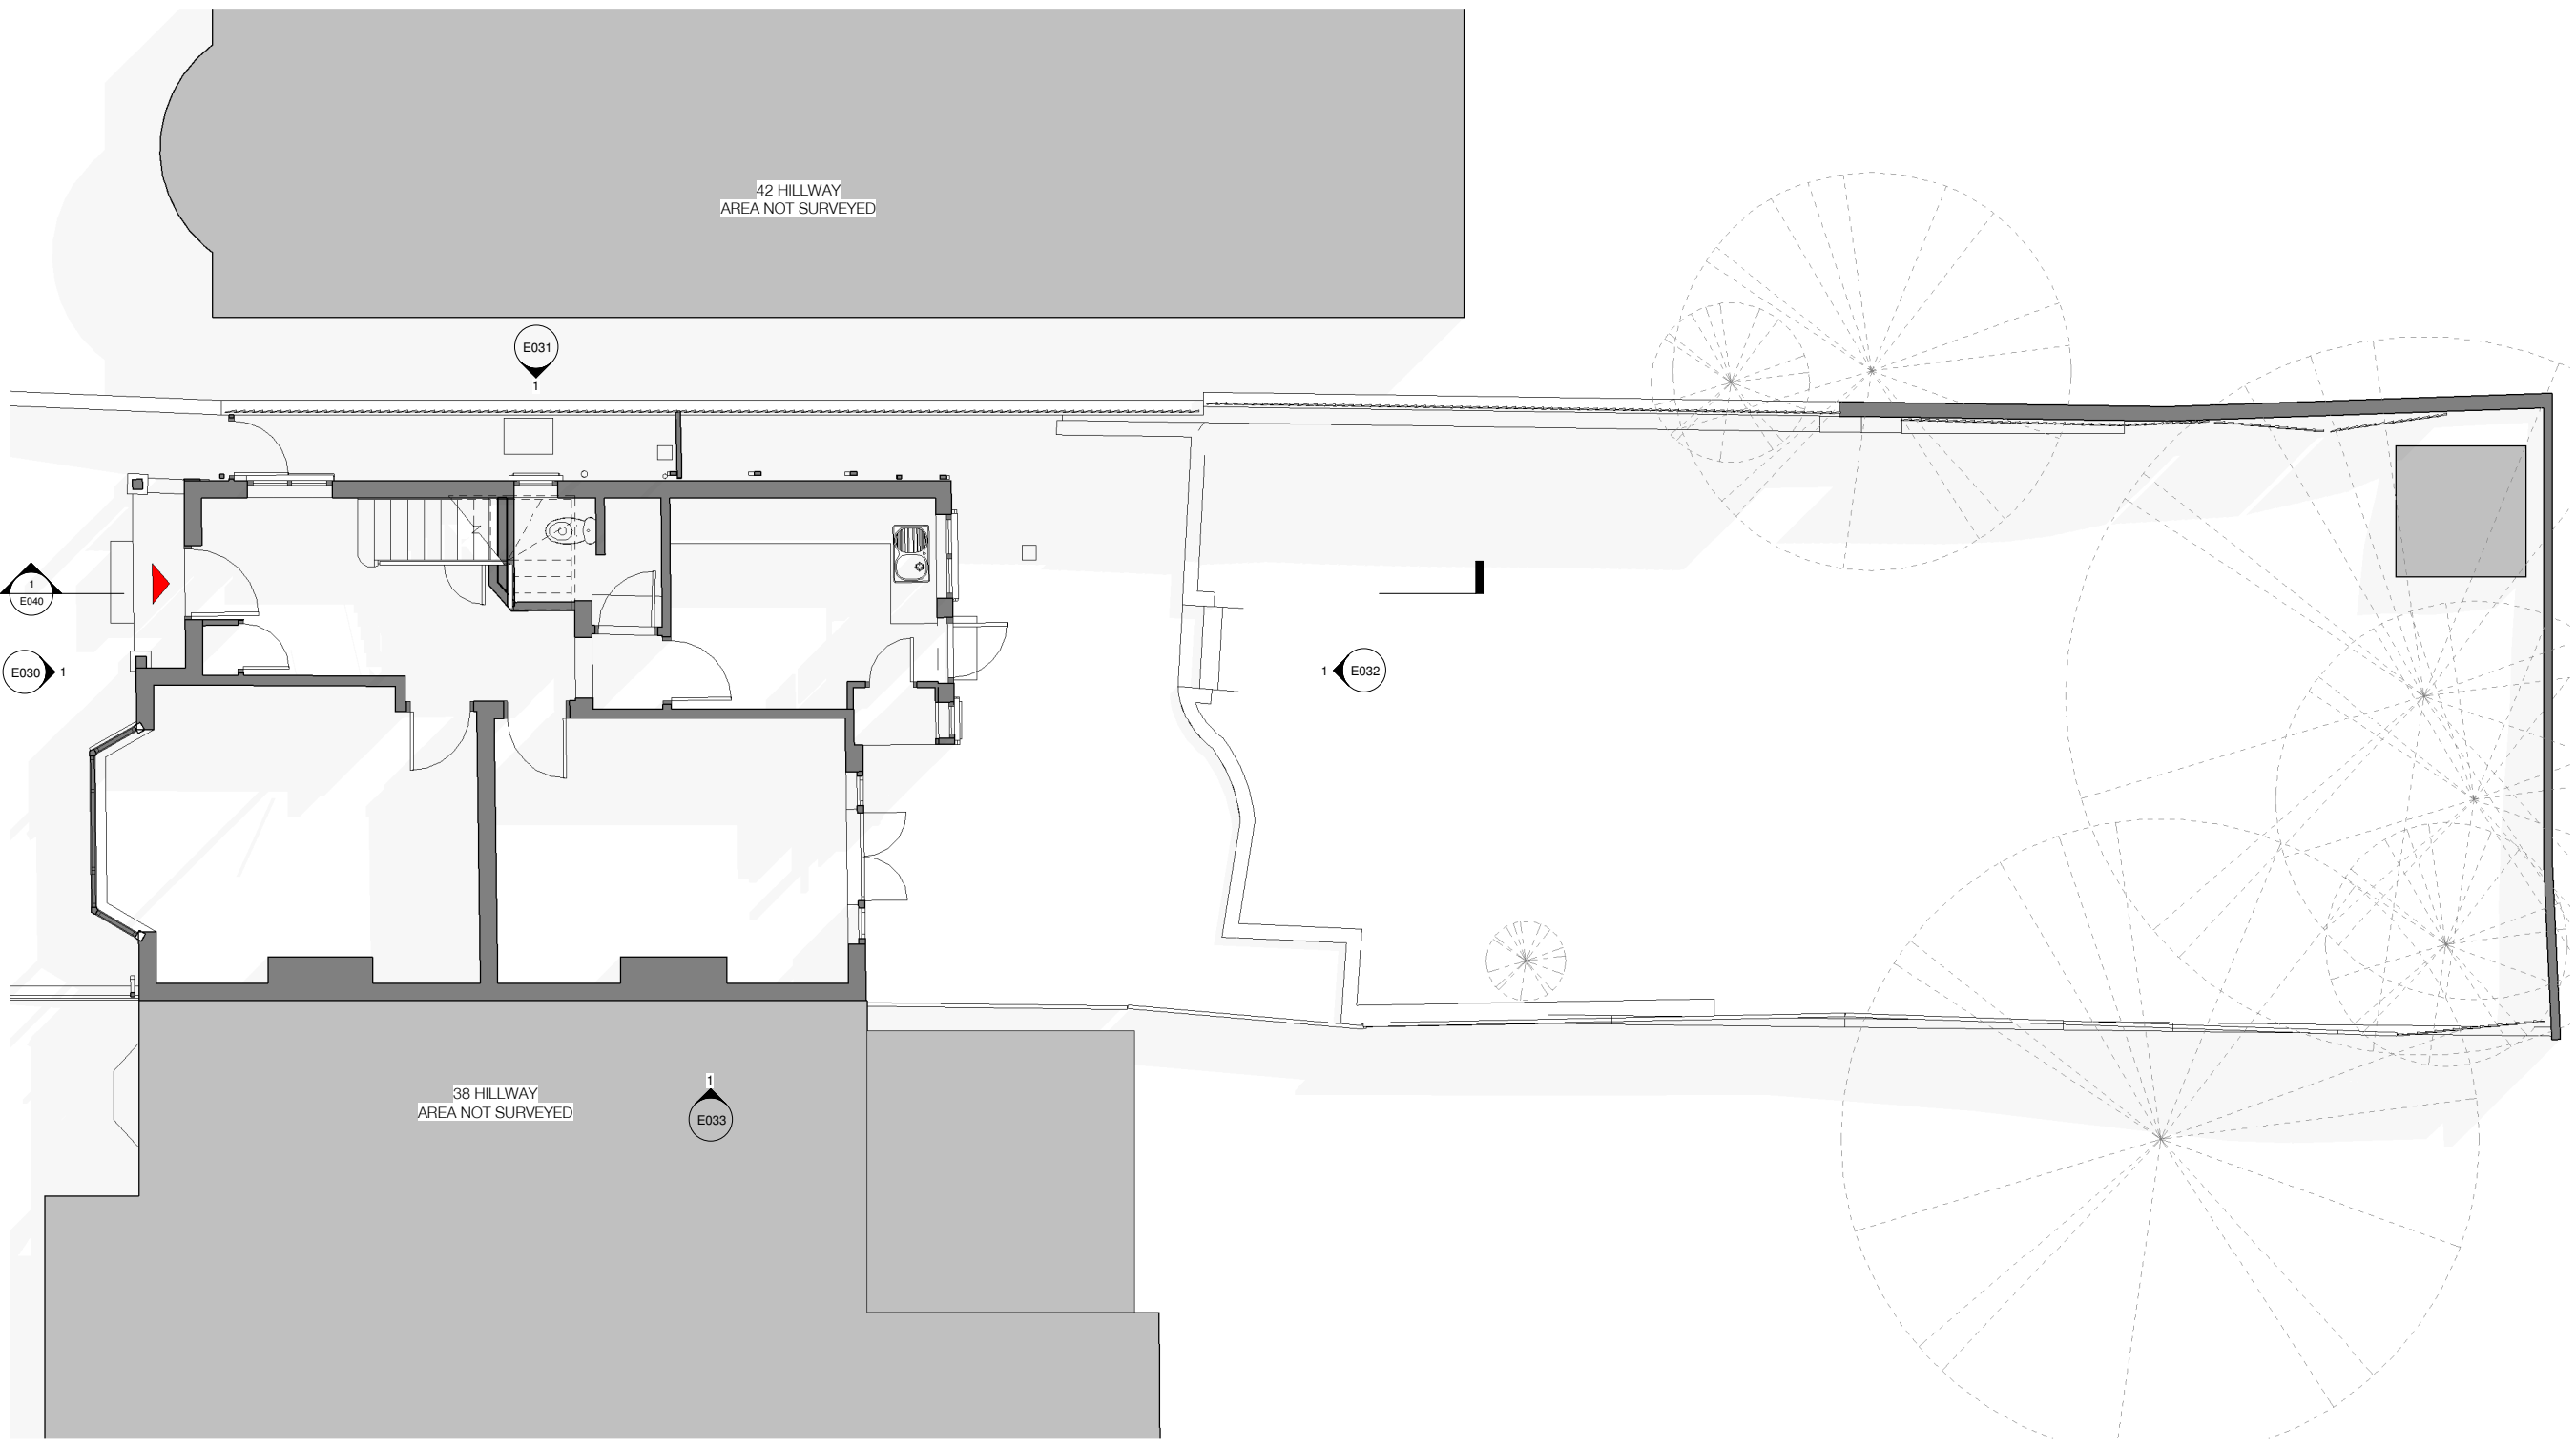 42 HILLWAY
AREA NOT SURVEYED
E031
1
1
E040
E030
1
1
E032
38 HILLWAY
AREA NOT SURVEYED
1
E033